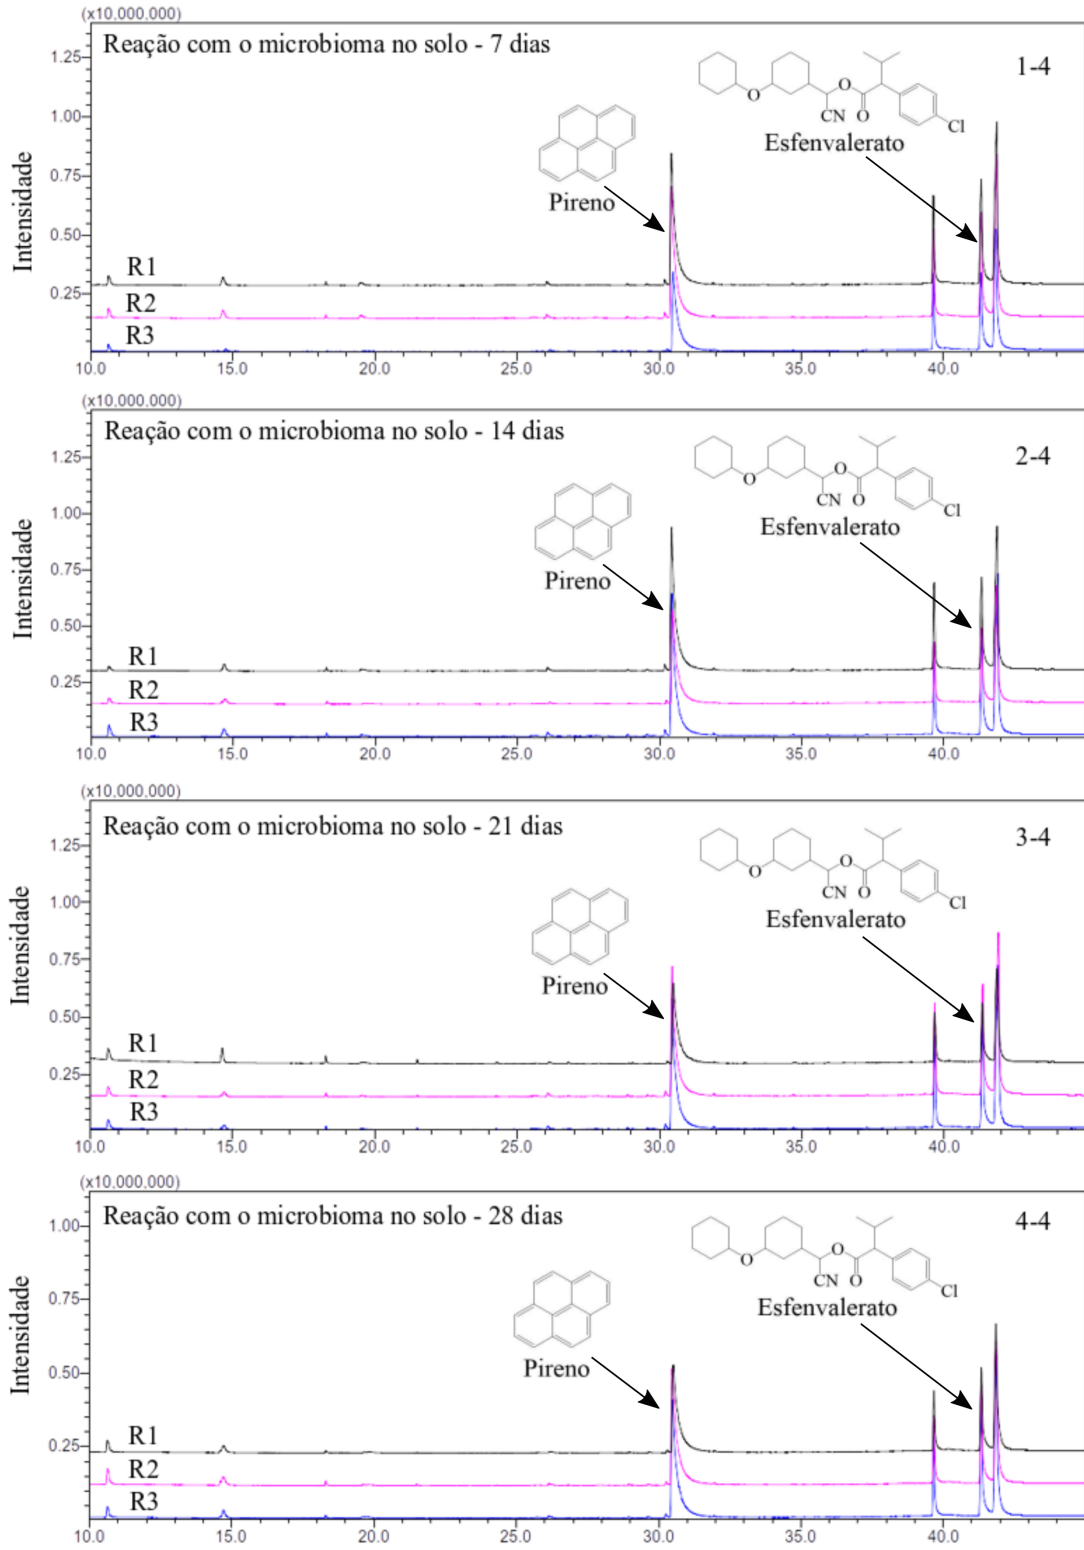 (x10,000,000)
Reação com o microbioma no solo - 7 dias
1-4
O
O
CN
O
Cl
Esfenvalerato
Pireno
Intensidade
1.25
1.00
0.75
0.50
0.25
R1
R2
R3
10.0 15.0 20.0 25.0 30.0 35.0 40.0
(x10,000,000)
Reação com o microbioma no solo - 14 dias
2-4
O
O
CN
O
Cl
Esfenvalerato
Pireno
Intensidade
1.25
1.00
0.75
0.50
0.25
R1
R2
R3
10.0 15.0 20.0 25.0 30.0 35.0 40.0
(x10,000,000)
Reação com o microbioma no solo - 21 dias
3-4
O
O
CN
O
Cl
Esfenvalerato
Pireno
Intensidade
1.25
1.00
0.75
0.50
0.25
R1
R2
R3
10.0 15.0 20.0 25.0 30.0 35.0 40.0
(x10,000,000)
Reação com o microbioma no solo - 28 dias
4-4
O
O
CN
O
Cl
Esfenvalerato
Pireno
Intensidade
1.00
0.75
0.50
0.25
R1
R2
R3
10.0 15.0 20.0 25.0 30.0 35.0 40.0